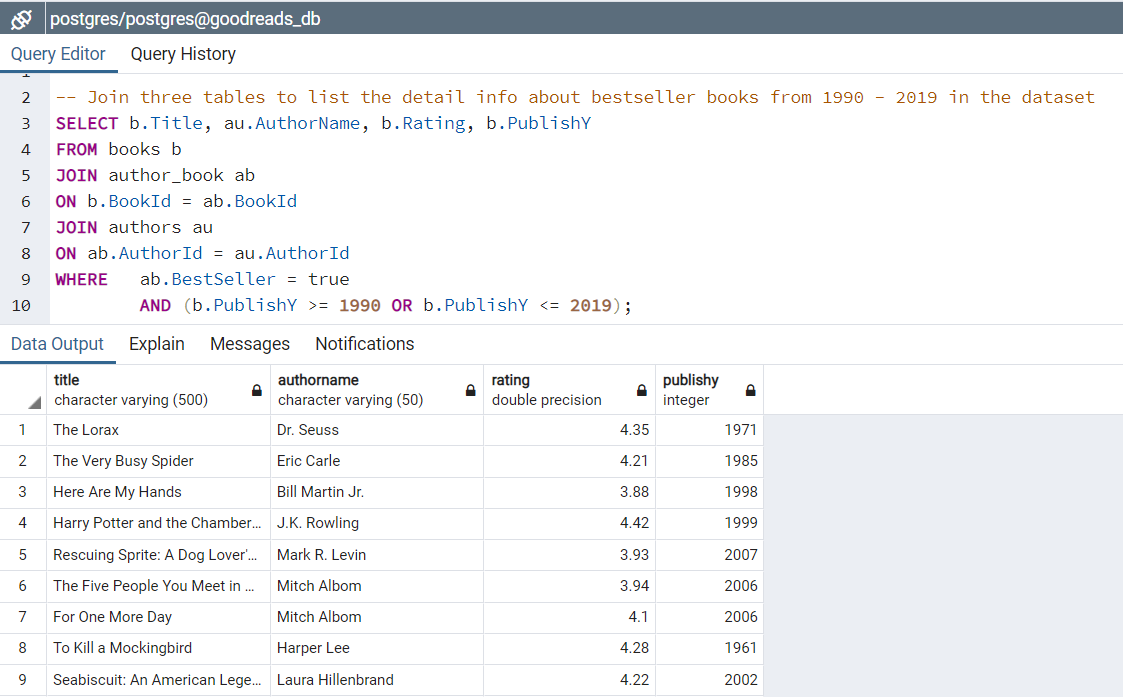 postgres/postgres@goodreads_db
Query Editor Query History
1
2 -- Join three tables to list the detail info about bestseller books from 1990 - 2019 in the dataset
3 SELECT b.Title, au.AuthorName, b.Rating, b.PublishY
4 FROM books b
5 JOIN author_book ab
6 ON b.BookId = ab.BookId
7 JOIN authors au
8 ON ab.AuthorId = au.AuthorId
9 WHERE ab.BestSeller = true
10 AND (b.PublishY >= 1990 OR b.PublishY <= 2019);
Data Output Explain Messages Notifications
title authorname rating publishy
character varying (500) character varying (50) double precision integer
1 The Lorax Dr. Seuss 4.35 1971
2 The Very Busy Spider Eric Carle 4.21 1985
3 Here Are My Hands Bill Martin Jr. 3.88 1998
4 Harry Potter and the Chamber... J.K. Rowling 4.42 1999
5 Rescuing Sprite: A Dog Lover'... Mark R. Levin 3.93 2007
6 The Five People You Meet in ... Mitch Albom 3.94 2006
7 For One More Day Mitch Albom 4.1 2006
8 To Kill a Mockingbird Harper Lee 4.28 1961
9 Seabiscuit: An American Lege... Laura Hillenbrand 4.22 2002